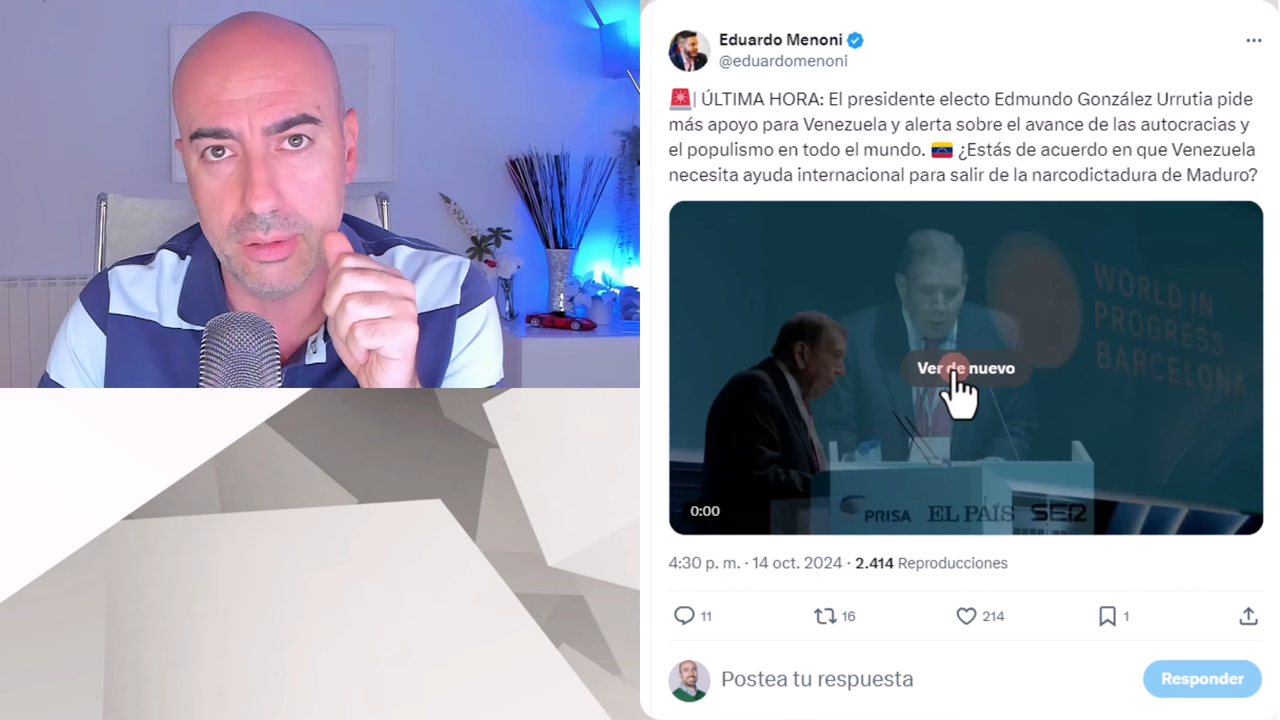 Eduardo Menoni
@eduardomenoni
| ÚLTIMA HORA: El presidente electo Edmundo González Urrutia pide
más apoyo para Venezuela y alerta sobre el avance de las autocracias y
el populismo en todo el mundo. 🇻🇪 ¿Estás de acuerdo en que Venezuela
necesita ayuda internacional para salir de la narcodictadura de Maduro?
WORLD IN
PROGRESS
BARCELONA
Ver de nuevo
PRISA EL PAÍS SER
0:00
4:30 p. m. · 14 oct. 2024 · 2.414 Reproducciones
11 16 214 1
Postea tu respuesta
Responder